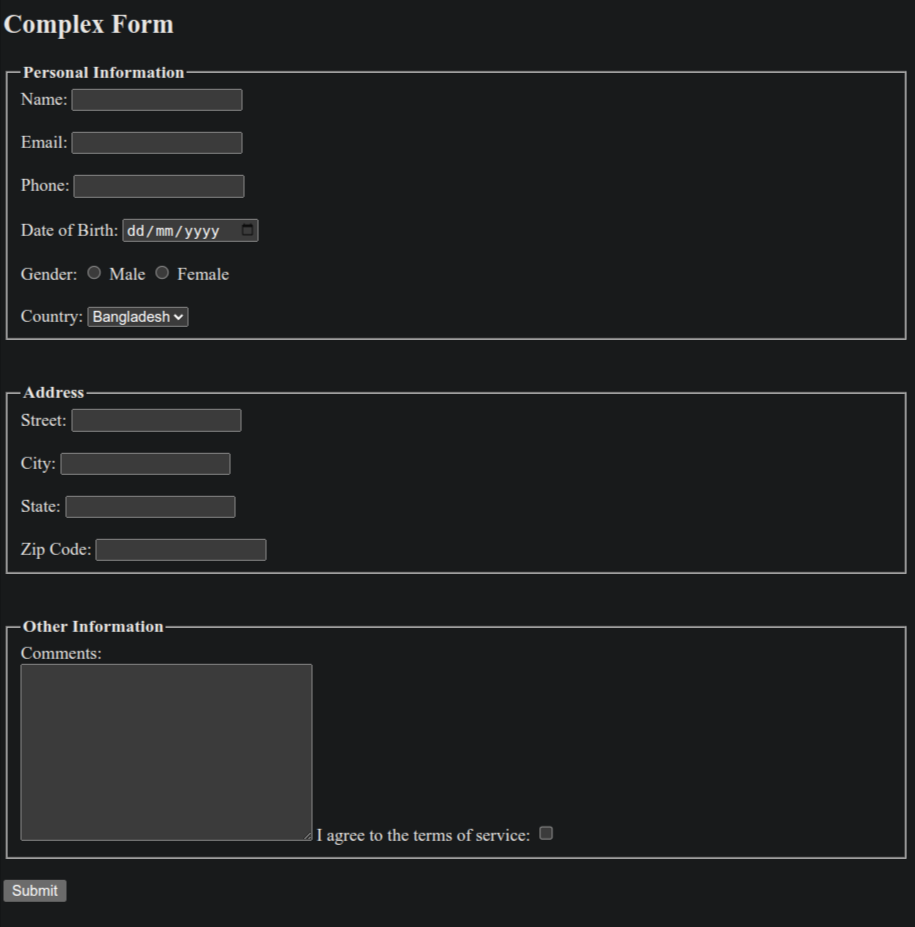 Complex Form
Personal Information
Name:
Email:
Phone:
Date of Birth: dd/mm/yyyy
Gender: Male Female
Country: Bangladesh
Address
Street:
City:
State:
Zip Code:
Other Information
Comments:
I agree to the terms of service:
Submit